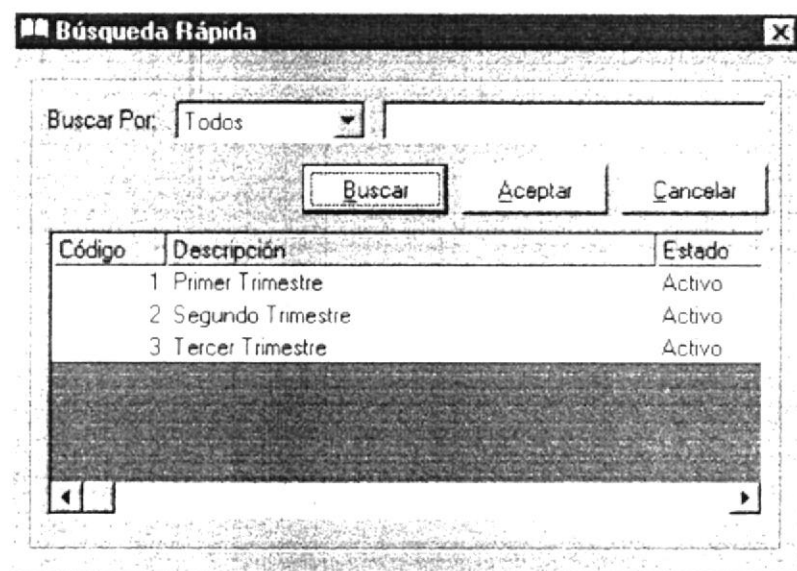 Búsqueda Rápida
Buscar Por: Todos
Buscar Aceptar Cancelar
Código Descripción Estado
1 Primer Trimestre Activo
2 Segundo Trimestre Activo
3 Tercer Trimestre Activo